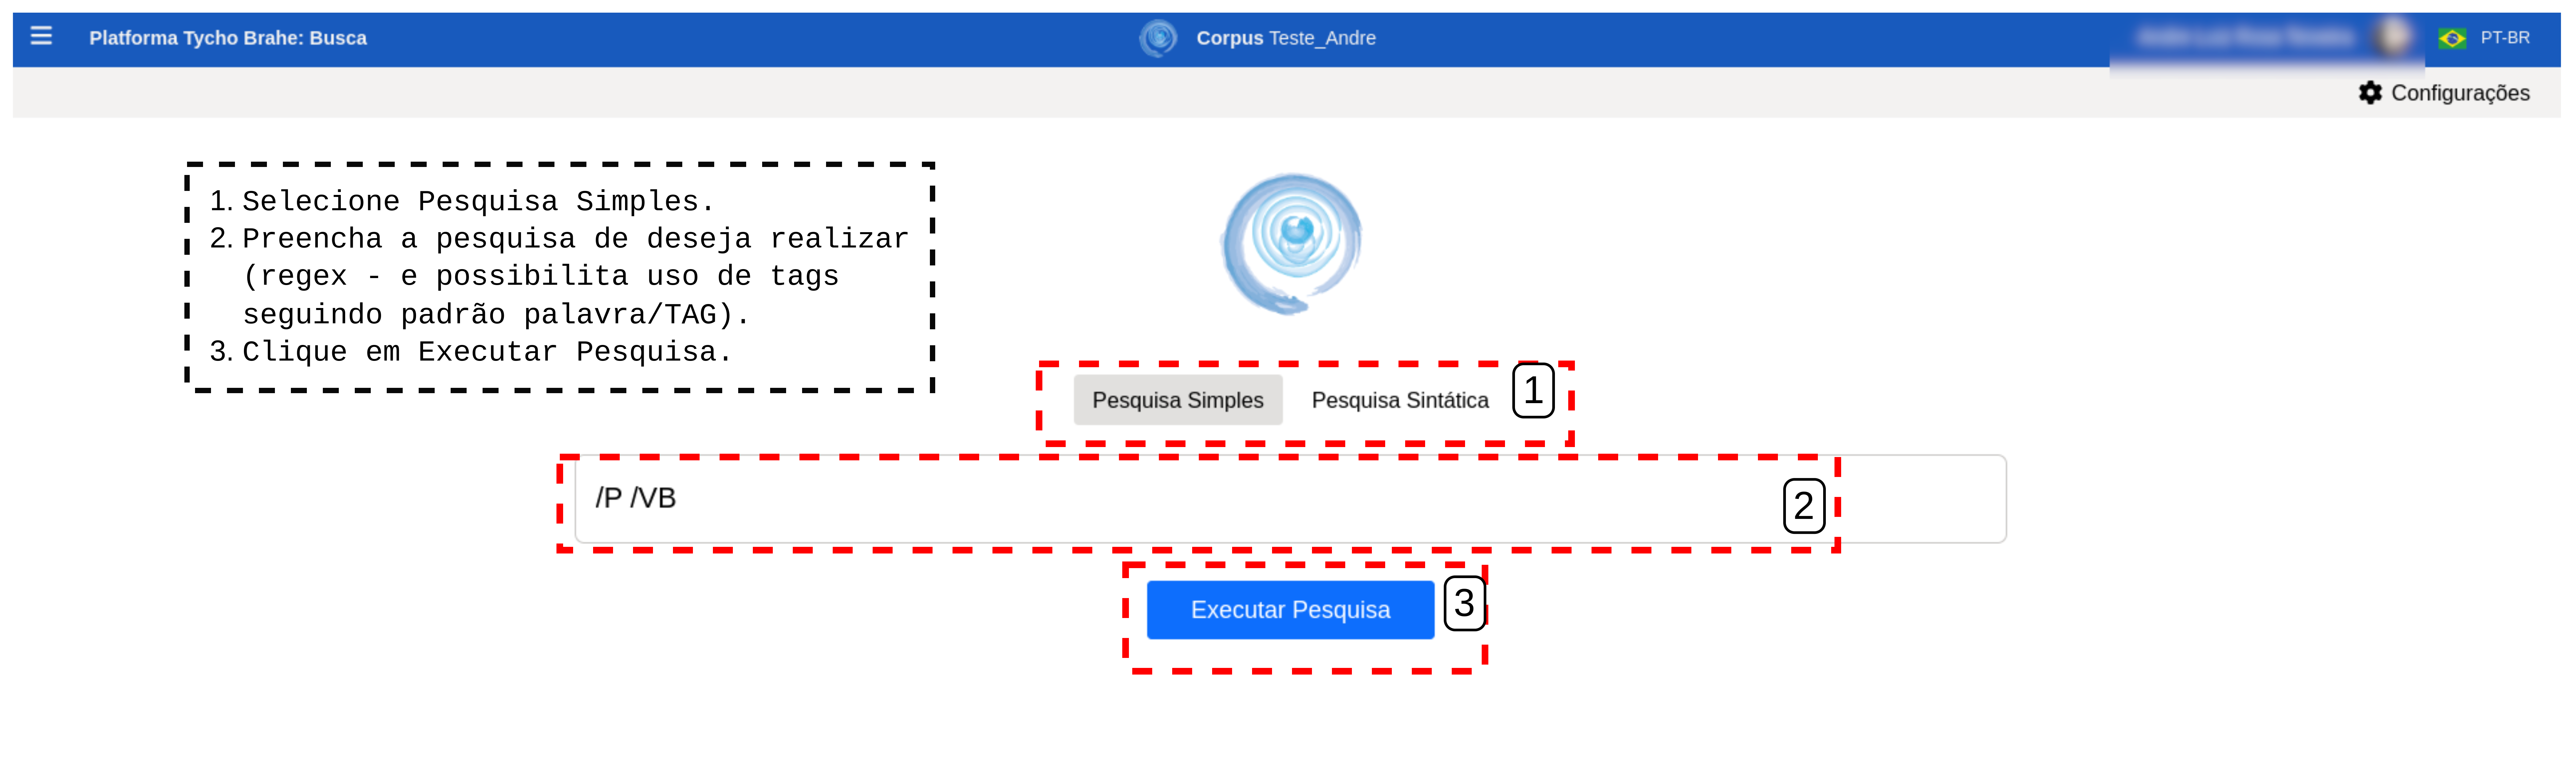 Platforma Tycho Brahe: Busca
Corpus Teste_Andre
PT-BR
Configurações
1. Selecione Pesquisa Simples.
2. Preencha a pesquisa de deseja realizar
(regex - e possibilita uso de tags
seguindo padrão palavra/TAG).
3. Clique em Executar Pesquisa.
Pesquisa Simples Pesquisa Sintática 1
/P /VB 2
Executar Pesquisa 3